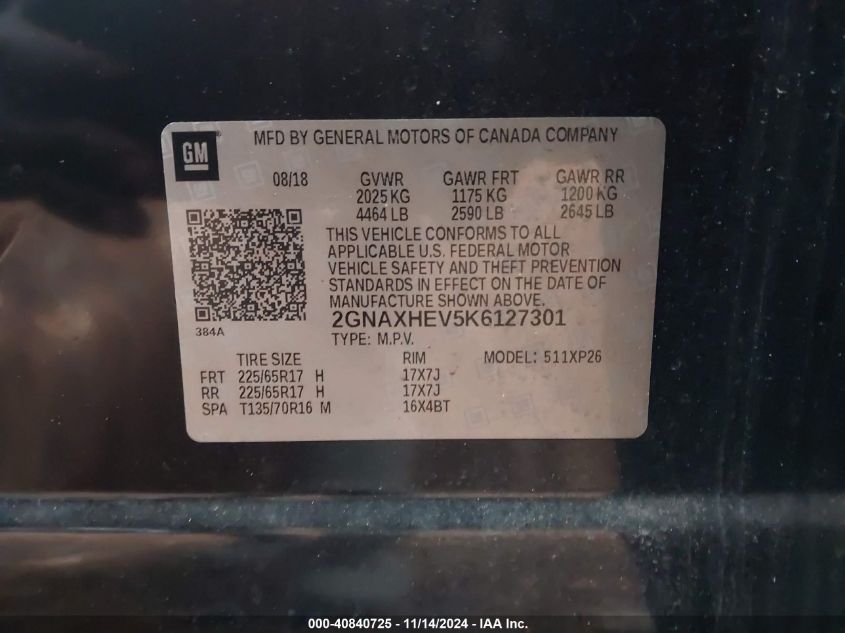 GM
MFD BY GENERAL MOTORS OF CANADA COMPANY
08/18 GVWR GAWR FRT GAWR RR
2025 KG 1175 KG 1200 KG
4464 LB 2590 LB 2645 LB
THIS VEHICLE CONFORMS TO ALL
APPLICABLE U.S. FEDERAL MOTOR
VEHICLE SAFETY AND THEFT PREVENTION
STANDARDS IN EFFECT ON THE DATE OF
MANUFACTURE SHOWN ABOVE.
2GNAXHEV5K6127301
384A
TYPE: M.P.V.
TIRE SIZE RIM MODEL: 511XP26
FRT 225/65R17 H 17X7J
RR 225/65R17 H 17X7J
SPA T135/70R16 M 16X4BT
000-40840725 - 11/14/2024 - IAA Inc.